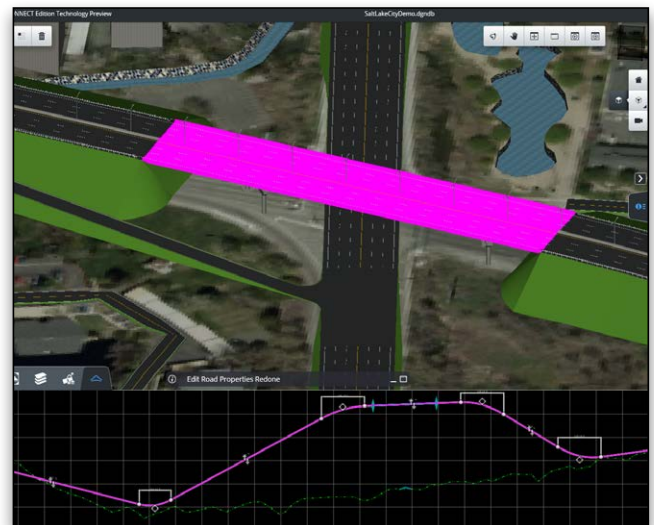 NNECT Edition Technology Preview
SaltLakeCityDemo.dgndb
Edit Road Properties Redone